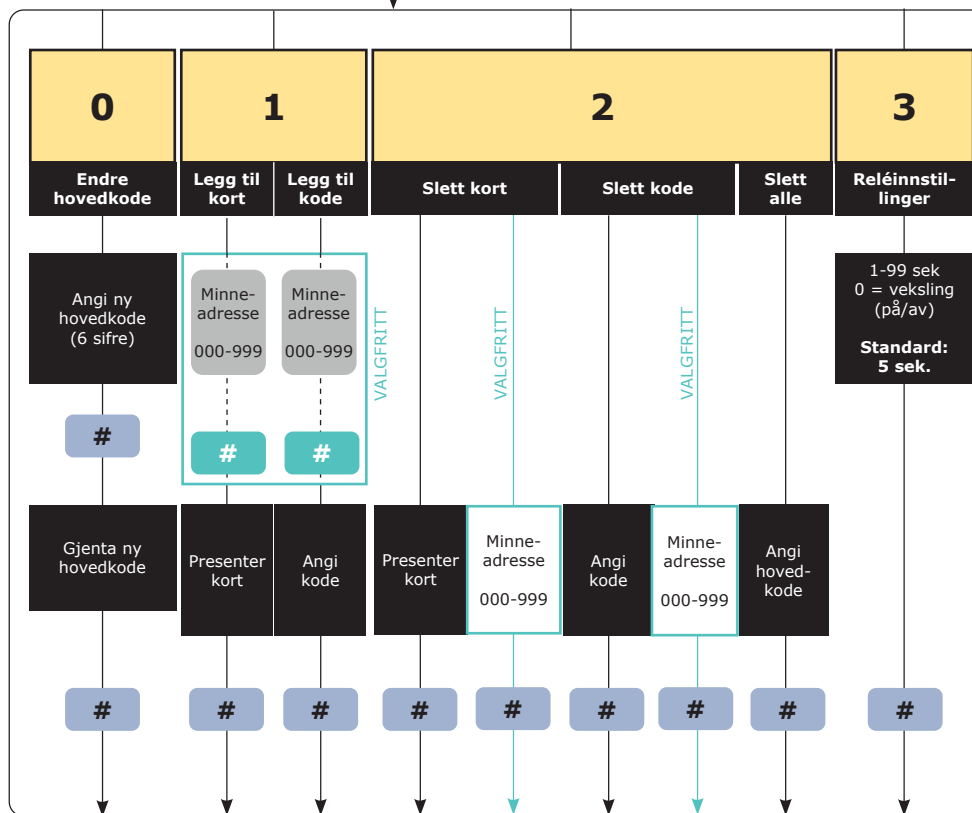 0
1
2
3
Endre
hovedkode
Legg til
kort
Legg til
kode
Slett kort
Slett kode
Slett
alle
Reléinnstil-
linger
Angi ny
hovedkode
(6 sifre)
#
Gjenta ny
hovedkode
#
Minne-
adresse
000-999
#
Presenter
kort
#
Minne-
adresse
000-999
#
Angi
kode
#
VALGFRITT
Presenter
kort
#
VALGFRITT
Minne-
adresse
000-999
#
Angi
kode
#
VALGFRITT
Minne-
adresse
000-999
#
Angi
hoved-
kode
#
1-99 sek
0 = veksling
(på/av)
Standard:
5 sek.
#